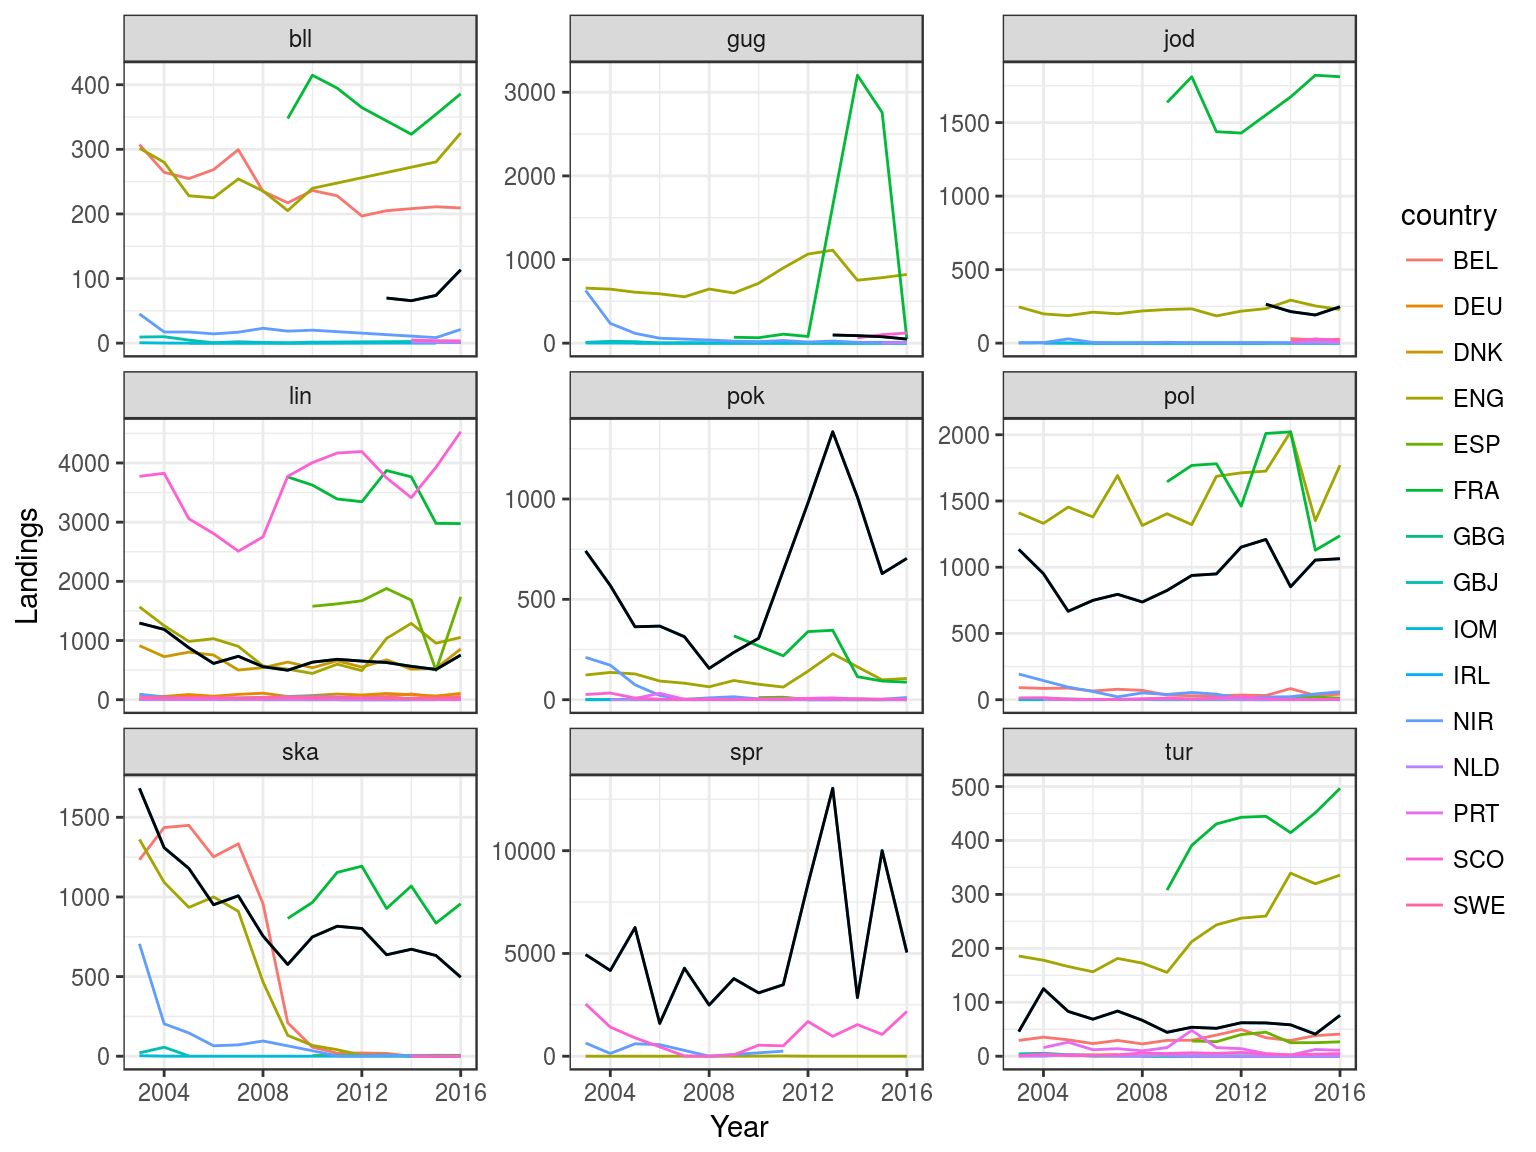 bll
gug
jod
400
300
200
100
0
3000
2000
1000
0
1500
1000
500
0
lin
pok
pol
4000
3000
2000
1000
0
1000
500
0
2000
1500
1000
500
0
ska
spr
tur
1500
1000
500
0
10000
5000
0
500
400
300
200
100
0
2004 2008 2012 2016
2004 2008 2012 2016
2004 2008 2012 2016
Year
Landings
country
BEL
DEU
DNK
ENG
ESP
FRA
GBG
GBJ
IOM
IRL
NIR
NLD
PRT
SCO
SWE